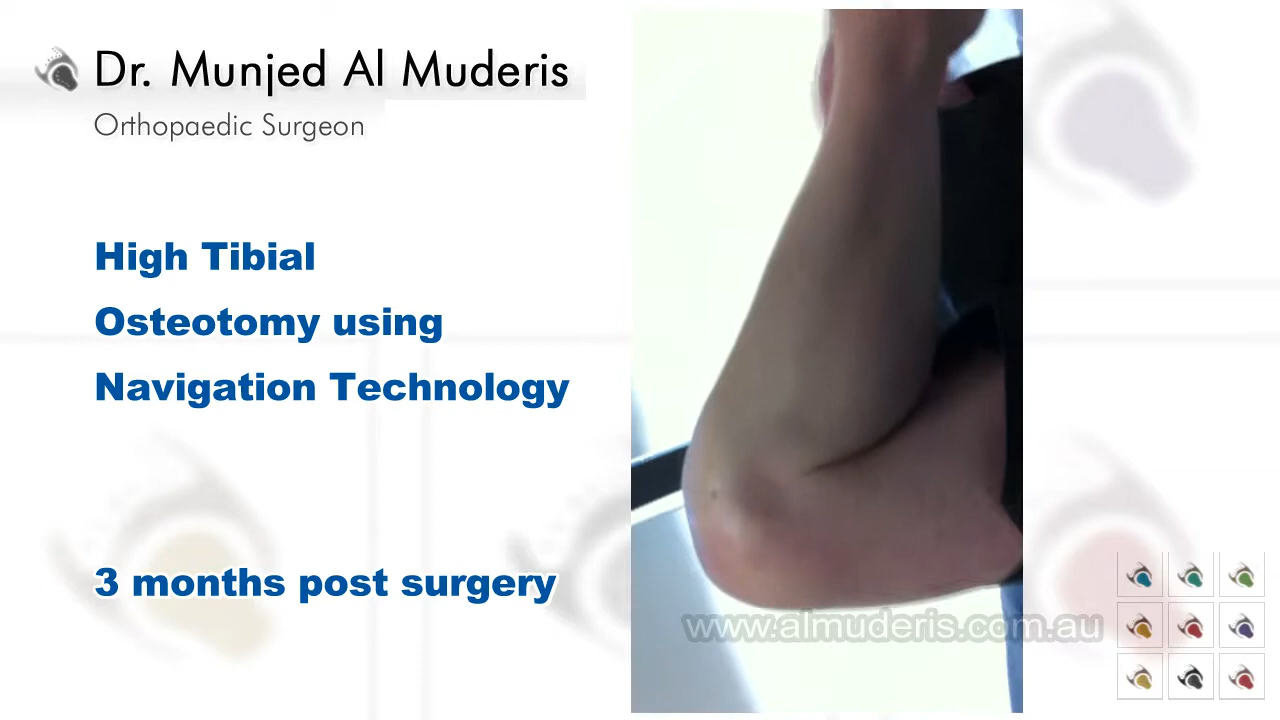 Dr. Munjed Al Muderis
Orthopaedic Surgeon
High Tibial
Osteotomy using
Navigation Technology
3 months post surgery
www.almuderis.com.au